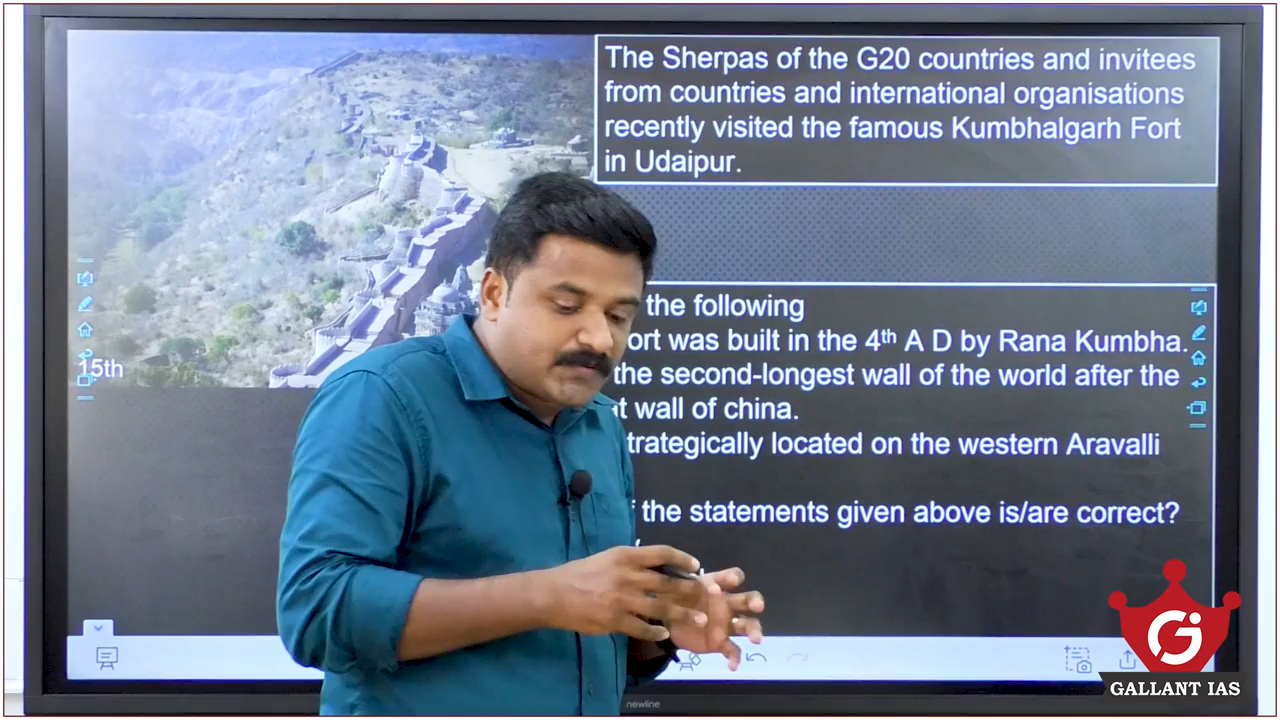 The Sherpas of the G20 countries and invitees
from countries and international organisations
recently visited the famous Kumbhalgarh Fort
in Udaipur.
the following
was built in the 4th A D by Rana Kumbha.
the second-longest wall of the world after the
wall of china.
located on the western Aravalli
the statements given above is/are correct?
15th
newline
GALLANT IAS